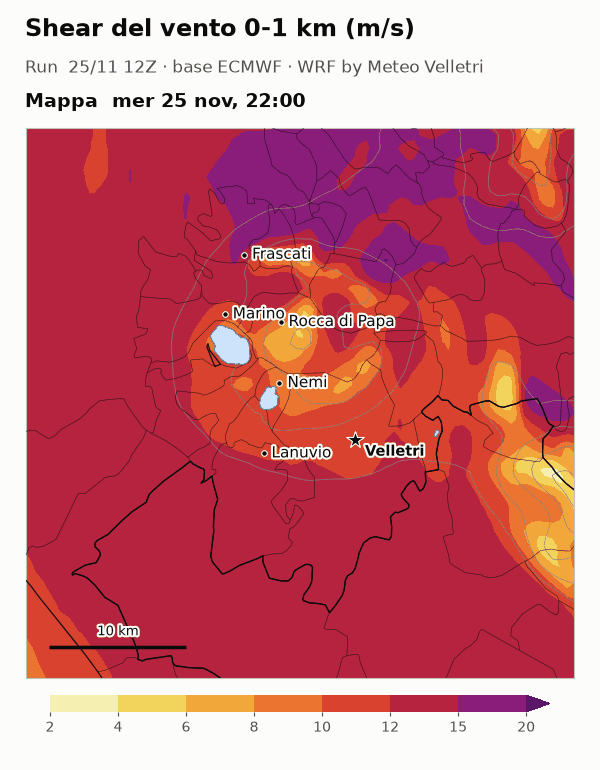 Shear del vento 0-1 km (m/s)
Run  25/11 12Z · base ECMWF · WRF by Meteo Velletri
Mappa  mer 25 nov, 22:00
Frascati
Marino
Rocca di Papa
Nemi
Velletri
Lanuvio
10 km
2 4 6 8 10 12 15 20